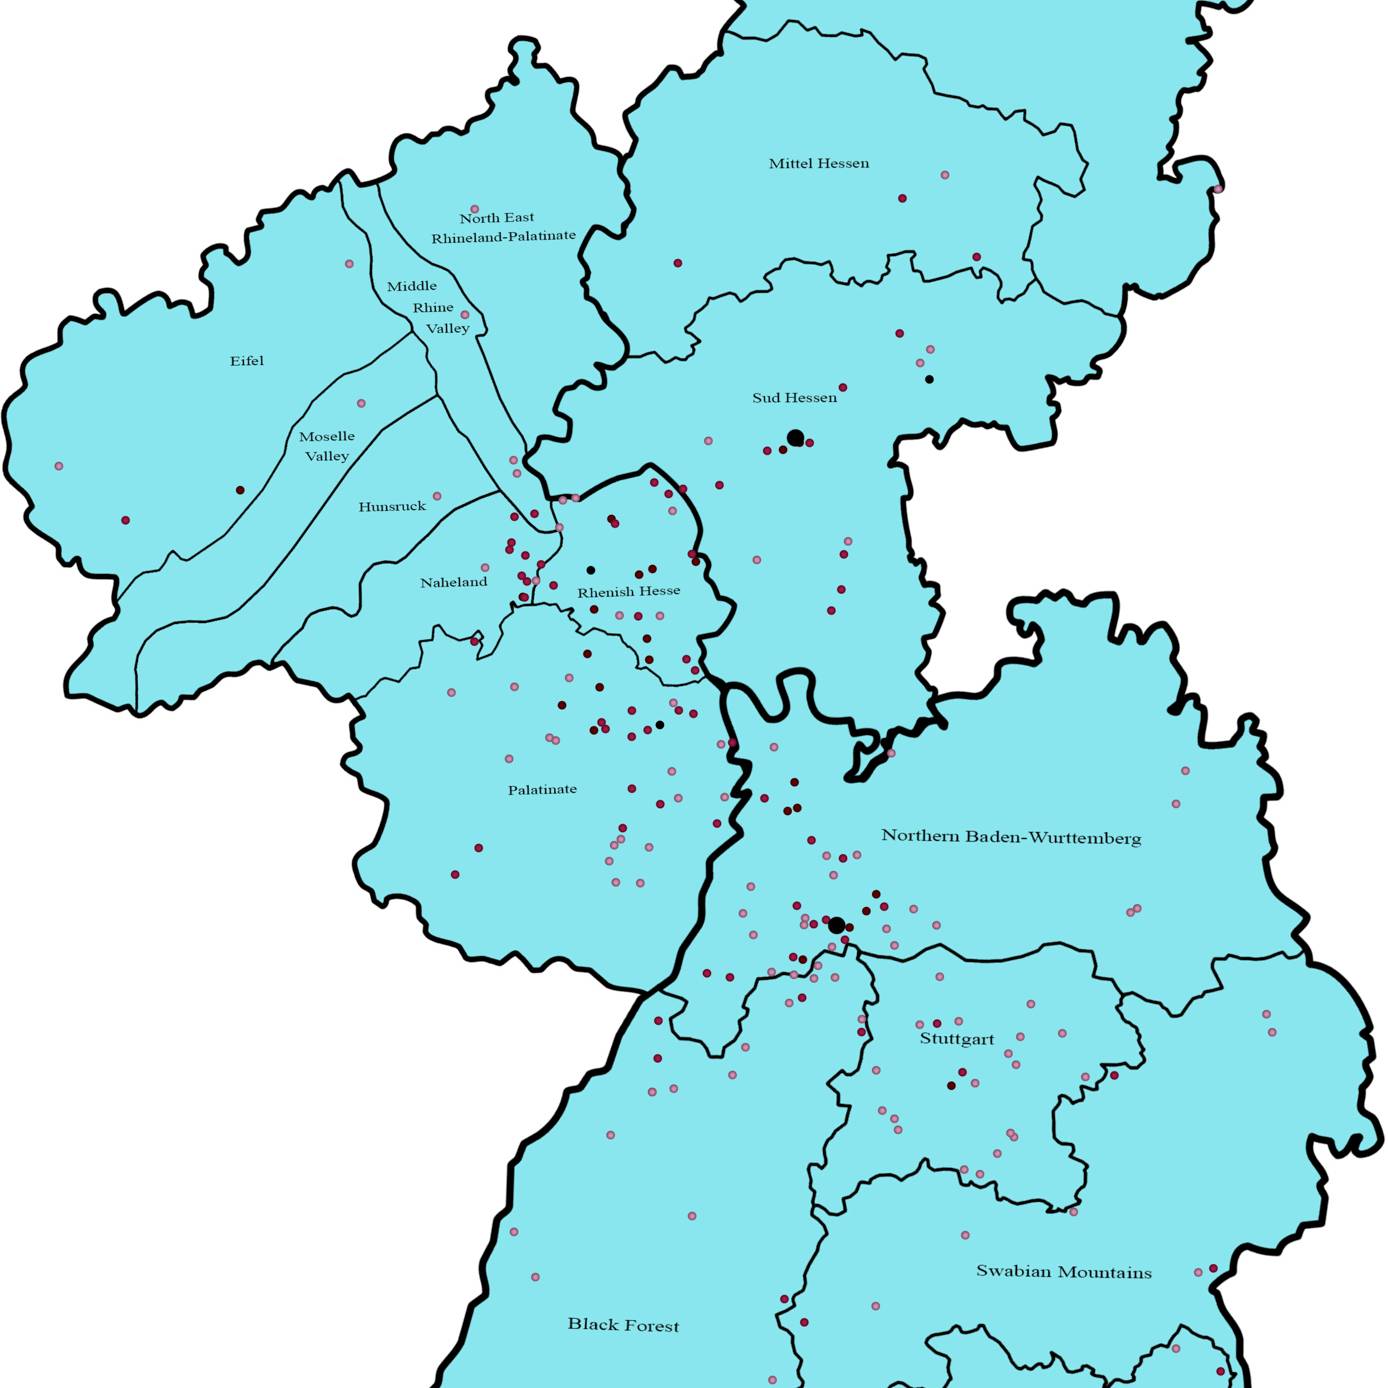 Mittel Hessen
North East
Rhineland-Palatinate
Middle
Rhine
Valley
Eifel
Sud Hessen
Moselle
Valley
Hunsruck
Naheland
Rhenish Hesse
Palatinate
Northern Baden-Wurttemberg
Stuttgart
Swabian Mountains
Black Forest